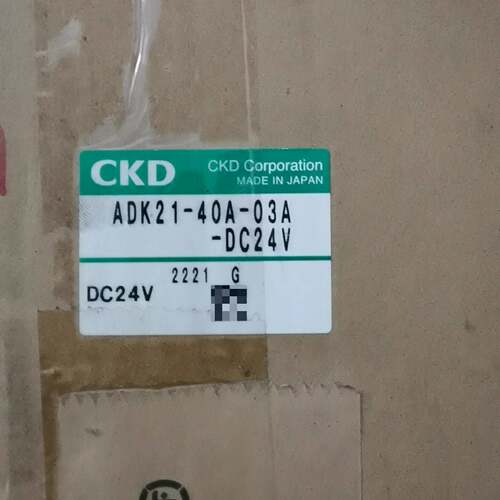 CKD
CKD Corporation
MADE IN JAPAN
ADK21-40A-03A
-DC24V
2221 G
DC24V